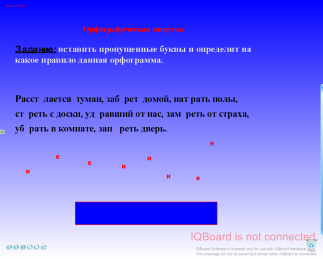 Орфографическая минутка
Задание: вставить пропущенные буквы и определит на
какое правило данная орфограмма.
Расст лается туман, заб рет домой, нат рать полы,
ст реть с доски, уд равший от нас, зам реть от страха,
уб рать в комнате, зап реть дверь.
е
е и
е и
и и е
IQBoard is not connected.
IQBoard Software is licensed only for use with IQBoard hardware.
This message will not be saved and shown when IQBoard is connected